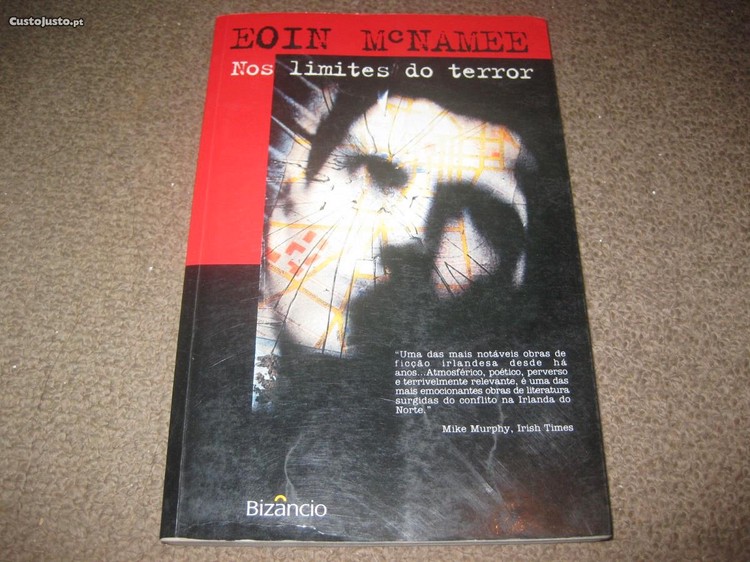 CustoJusto.pt
EOIN McNAMEE
Nos limites do terror
"Uma das mais notáveis obras de
ficção irlandesa desde há
anos...Atmosférico, poético, perverso
e terrivelmente relevante, é uma das
mais emocionantes obras de literatura
surgidas do conflito na Irlanda do
Norte."
Mike Murphy, Irish Times
Bizâncio